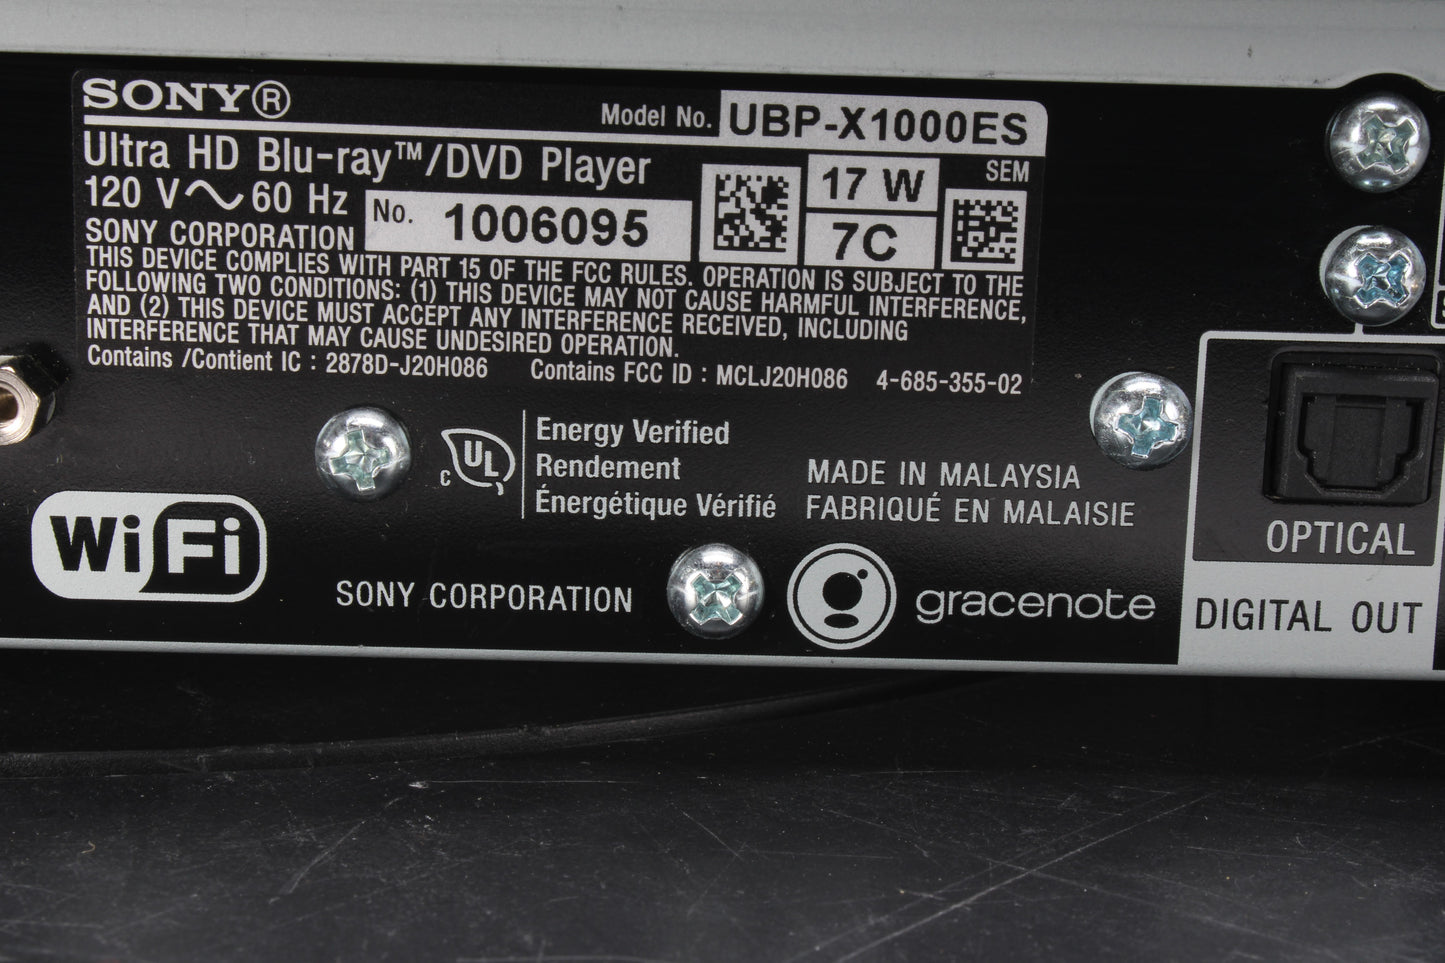 SONY®
Model No. UBP-X1000ES
Ultra HD Blu-ray™/DVD Player
SEM
120 V ~ 60 Hz
No. 1006095
17 W
7C
SONY CORPORATION
THIS DEVICE COMPLIES WITH PART 15 OF THE FCC RULES. OPERATION IS SUBJECT TO THE
FOLLOWING TWO CONDITIONS: (1) THIS DEVICE MAY NOT CAUSE HARMFUL INTERFERENCE,
AND (2) THIS DEVICE MUST ACCEPT ANY INTERFERENCE RECEIVED, INCLUDING
INTERFERENCE THAT MAY CAUSE UNDESIRED OPERATION.
Contains /Contient IC : 2878D-J20H086 Contains FCC ID : MCLJ20H086 4-685-355-02
c UL
Energy Verified
Rendement
Énergétique Vérifié
MADE IN MALAYSIA
FABRIQUÉ EN MALAISIE
WiFi
SONY CORPORATION
gracenote
OPTICAL
DIGITAL OUT